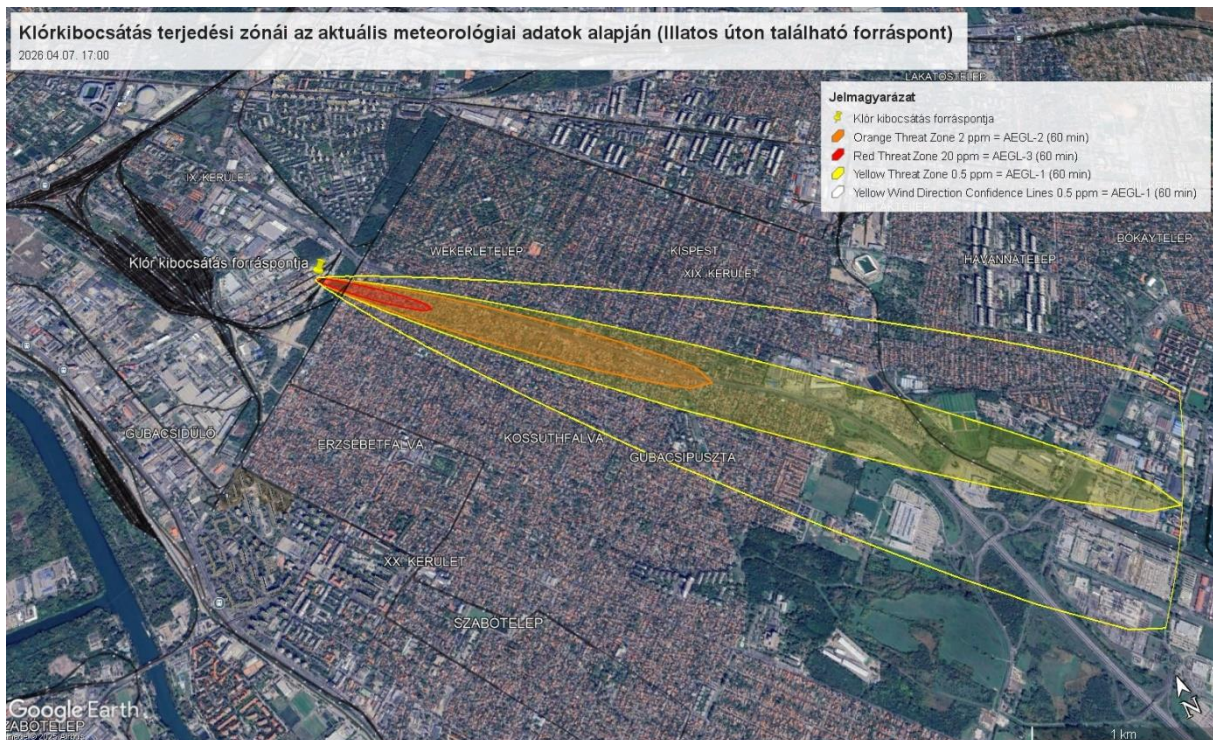 Klórkibocsátás terjedési zónái az aktuális meteorológiai adatok alapján (Illatos úton található forráspont)
2026.04.07. 17:00
LAKATOSTELEP
Jelmagyarázat
Klór kibocsátás forráspontja
Orange Threat Zone 2 ppm = AEGL-2 (60 min)
Red Threat Zone 20 ppm = AEGL-3 (60 min)
Yellow Threat Zone 0.5 ppm = AEGL-1 (60 min)
Yellow Wind Direction Confidence Lines 0.5 ppm = AEGL-1 (60 min)
IX. KERÜLET
BÓKAYTELEP
WEKERLETELEP
KISPEST
HAVANNATELEP
Klór kibocsátás forráspontja
XIX. KERÜLET
GUBACSIDŰLŐ
ERZSÉBETFALVA
KOSSUTHFALVA
GUBACSIPUSZTA
XX. KERÜLET
SZABÓTELEP
Google Earth
ZABÓTELEP
1 km
N